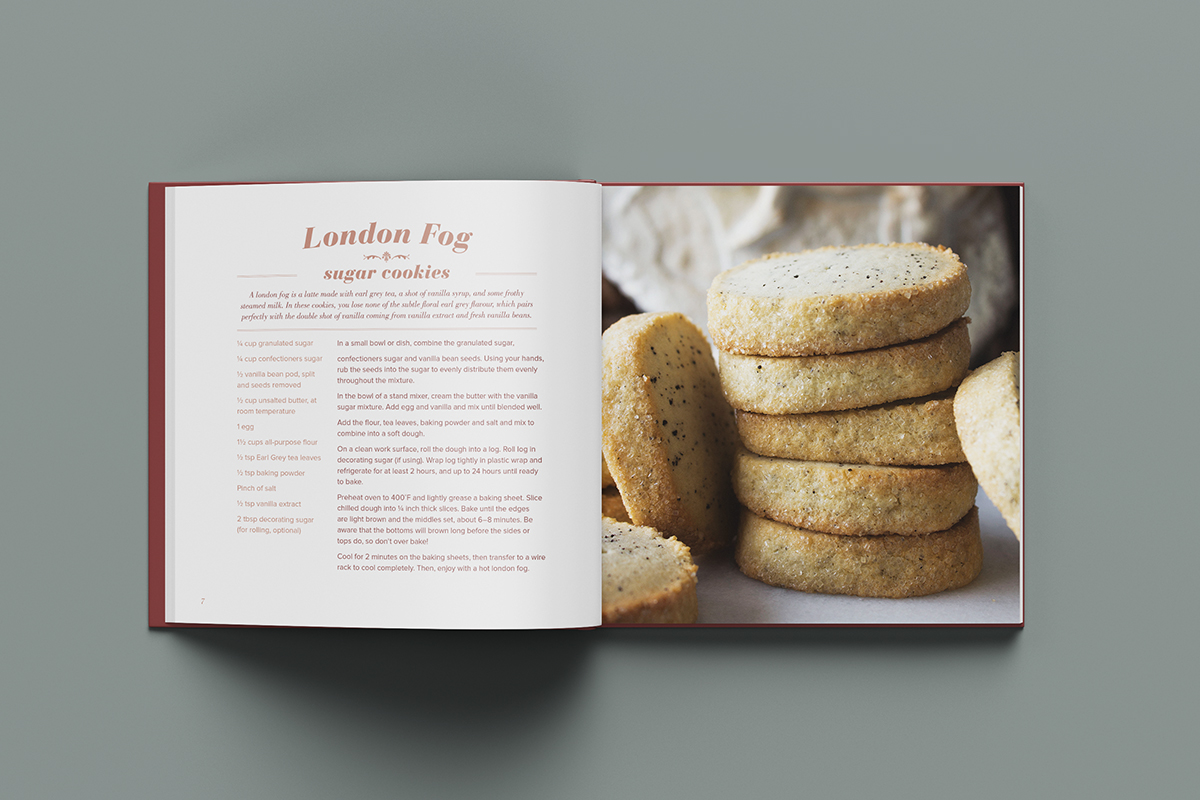 London Fog
sugar cookies
A london fog is a latte made with earl grey tea, a shot of vanilla syrup, and some frothy
steamed milk. In these cookies, you lose none of the subtle floral earl grey flavour, which pairs
perfectly with the double shot of vanilla coming from vanilla extract and fresh vanilla beans.
¼ cup granulated sugar
¼ cup confectioners sugar
½ vanilla bean pod, split
and seeds removed
½ cup unsalted butter, at
room temperature
1 egg
1½ cups all-purpose flour
½ tsp Earl Grey tea leaves
½ tsp baking powder
Pinch of salt
½ tsp vanilla extract
2 tbsp decorating sugar
(for rolling, optional)
In a small bowl or dish, combine the granulated sugar,
confectioners sugar and vanilla bean seeds. Using your hands,
rub the seeds into the sugar to evenly distribute them evenly
throughout the mixture.
In the bowl of a stand mixer, cream the butter with the vanilla
sugar mixture. Add egg and vanilla and mix until blended well.
Add the flour, tea leaves, baking powder and salt and mix to
combine into a soft dough.
On a clean work surface, roll the dough into a log. Roll log in
decorating sugar (if using). Wrap log tightly in plastic wrap and
refrigerate for at least 2 hours, and up to 24 hours until ready
to bake.
Preheat oven to 400˚F and lightly grease a baking sheet. Slice
chilled dough into ¼ inch thick slices. Bake until the edges
are light brown and the middles set, about 6–8 minutes. Be
aware that the bottoms will brown long before the sides or
tops do, so don't over bake!
Cool for 2 minutes on the baking sheets, then transfer to a wire
rack to cool completely. Then, enjoy with a hot london fog.
7